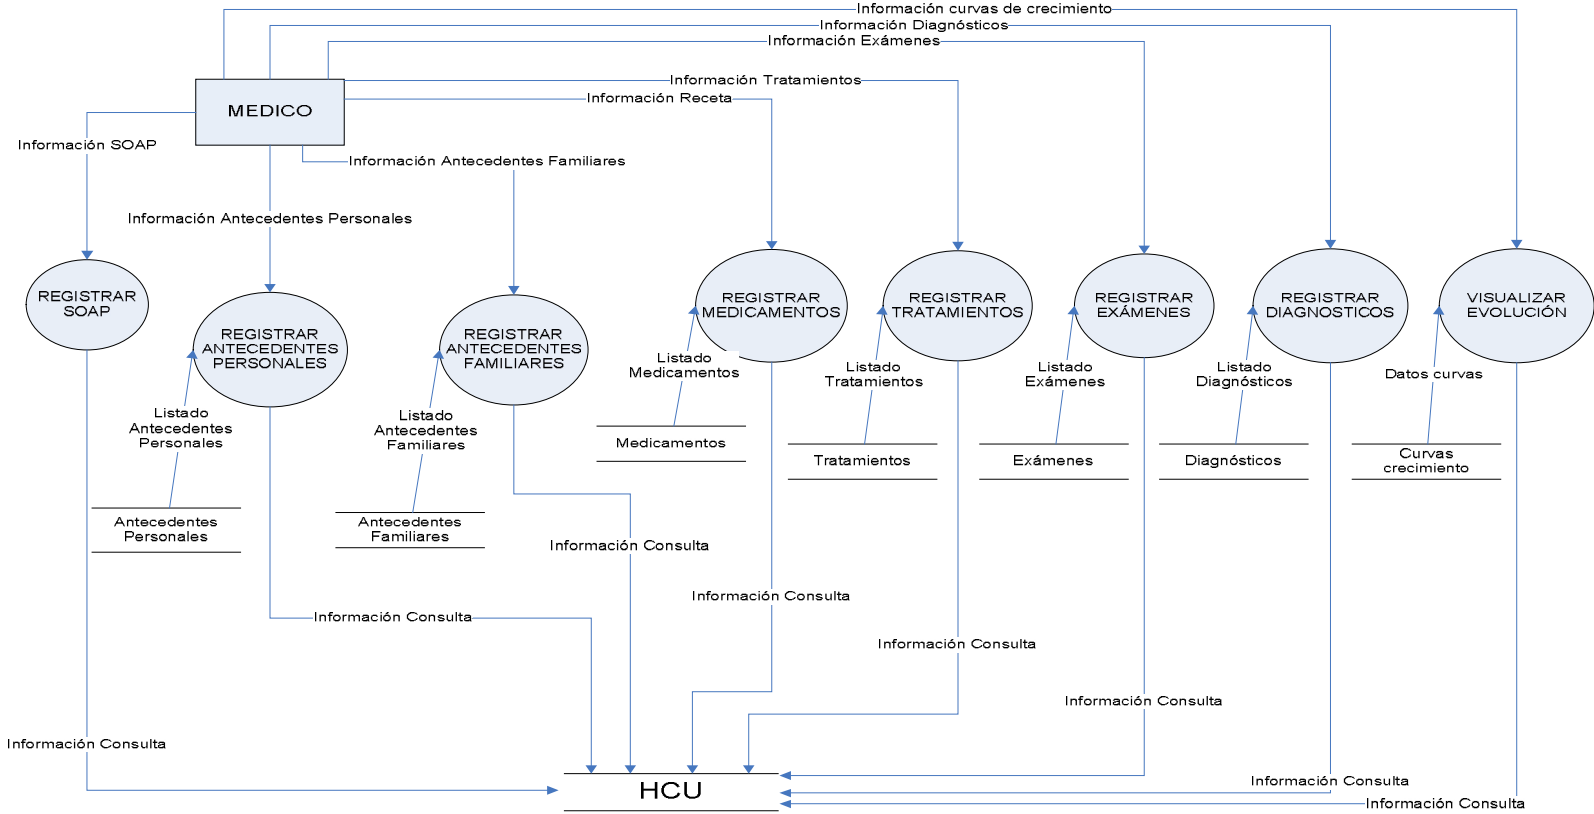 Información curvas de crecimiento
Información Diagnósticos
Información Exámenes
Información Tratamientos
Información Receta
MEDICO
Información SOAP
Información Antecedentes Familiares
Información Antecedentes Personales
REGISTRAR
SOAP
REGISTRAR
ANTECEDENTES
PERSONALES
REGISTRAR
ANTECEDENTES
FAMILIARES
REGISTRAR
MEDICAMENTOS
REGISTRAR
TRATAMIENTOS
REGISTRAR
EXÁMENES
REGISTRAR
DIAGNOSTICOS
VISUALIZAR
EVOLUCIÓN
Listado
Antecedentes
Personales
Listado
Antecedentes
Familiares
Listado
Medicamentos
Listado
Tratamientos
Listado
Exámenes
Listado
Diagnósticos
Datos curvas
Antecedentes
Personales
Antecedentes
Familiares
Medicamentos
Tratamientos
Exámenes
Diagnósticos
Curvas
crecimiento
Información Consulta
Información Consulta
Información Consulta
Información Consulta
Información Consulta
Información Consulta
Información Consulta
Información Consulta
HCU